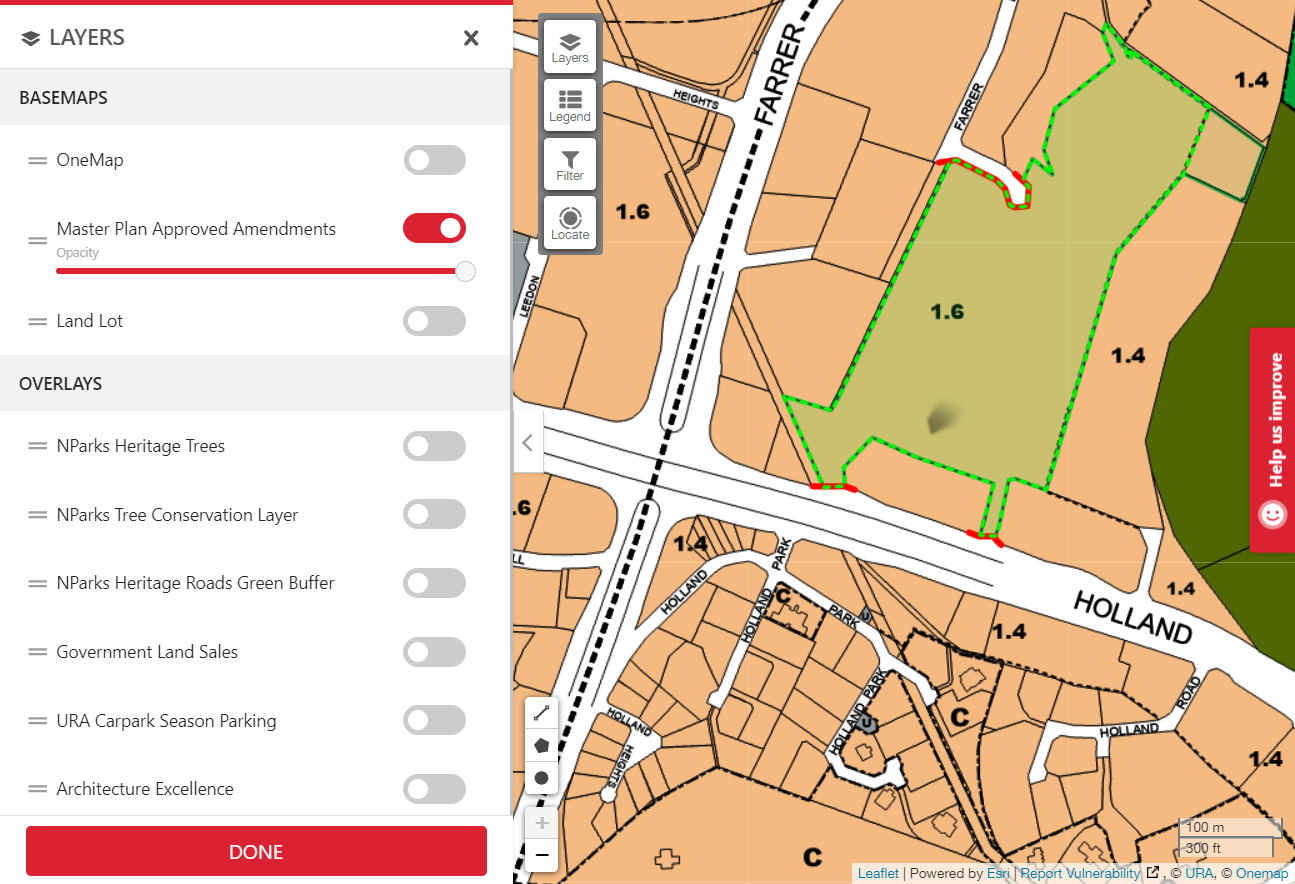 LAYERS
BASEMAPS
OneMap
Master Plan Approved Amendments
Opacity
Land Lot
OVERLAYS
NParks Heritage Trees
NParks Tree Conservation Layer
NParks Heritage Roads Green Buffer
Government Land Sales
URA Carpark Season Parking
Architecture Excellence
DONE
Layers
Legend
Filter
Locate
HEIGHTS
FARRER
FARRER
1.4
1.6
LEEDON
1.6
1.4
Help us improve
.6
LL
1.4
PARK
HOLLAND
HOLLAND
C
PARK
U
1.4
HOLLAND
1.4
HOLLAND PARK
C
U
ROAD
HOLLAND
HOLLAND
HEIGHTS
1.4
C
100 m
300 ft
Leaflet | Powered by Esri | Report Vulnerability , © URA, © Onemap